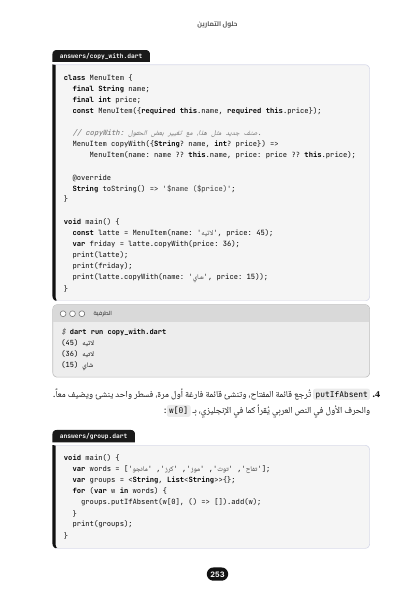 حلول التمارين
answers/copy_with.dart
class MenuItem {
  final String name;
  final int price;
  const MenuItem({required this.name, required this.price});
  // copyWith: صنف جديد مثل هذا، مع تغيير بعض الحقول.
  MenuItem copyWith({String? name, int? price}) =>
      MenuItem(name: name ?? this.name, price: price ?? this.price);
  @override
  String toString() => '$name ($price)';
}
void main() {
  const latte = MenuItem(name: 'لاتيه', price: 45);
  var friday = latte.copyWith(price: 36);
  print(latte);
  print(friday);
  print(latte.copyWith(name: 'شاي', price: 15));
}
الطرفية
$ dart run copy_with.dart
لاتيه (45)
لاتيه (36)
شاي (15)
4. putIfAbsent تُرجع قائمة المفتاح، وتنشئ قائمة فارغة أول مرة، فسطر واحد ينشئ ويضيف معاً.
والحرف الأول في النص العربي يُقرأ كما في الإنجليزي، بـ w[0]:
answers/group.dart
void main() {
  var words = ['تفاح', 'توت', 'موز', 'كرز', 'مانجو'];
  var groups = <String, List<String>>{};
  for (var w in words) {
    groups.putIfAbsent(w[0], () => []).add(w);
  }
  print(groups);
}
253